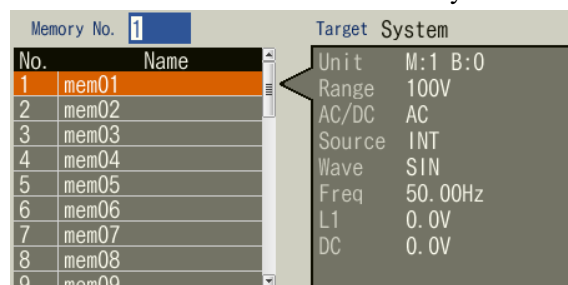 Memory No. 1
No. Name
1 mem01
2 mem02
3 mem03
4 mem04
5 mem05
6 mem06
7 mem07
8 mem08
9 mem09
Target System
Unit M:1 B:0
Range 100V
AC/DC AC
Source INT
Wave SIN
Freq 50.00Hz
L1 0.0V
DC 0.0V